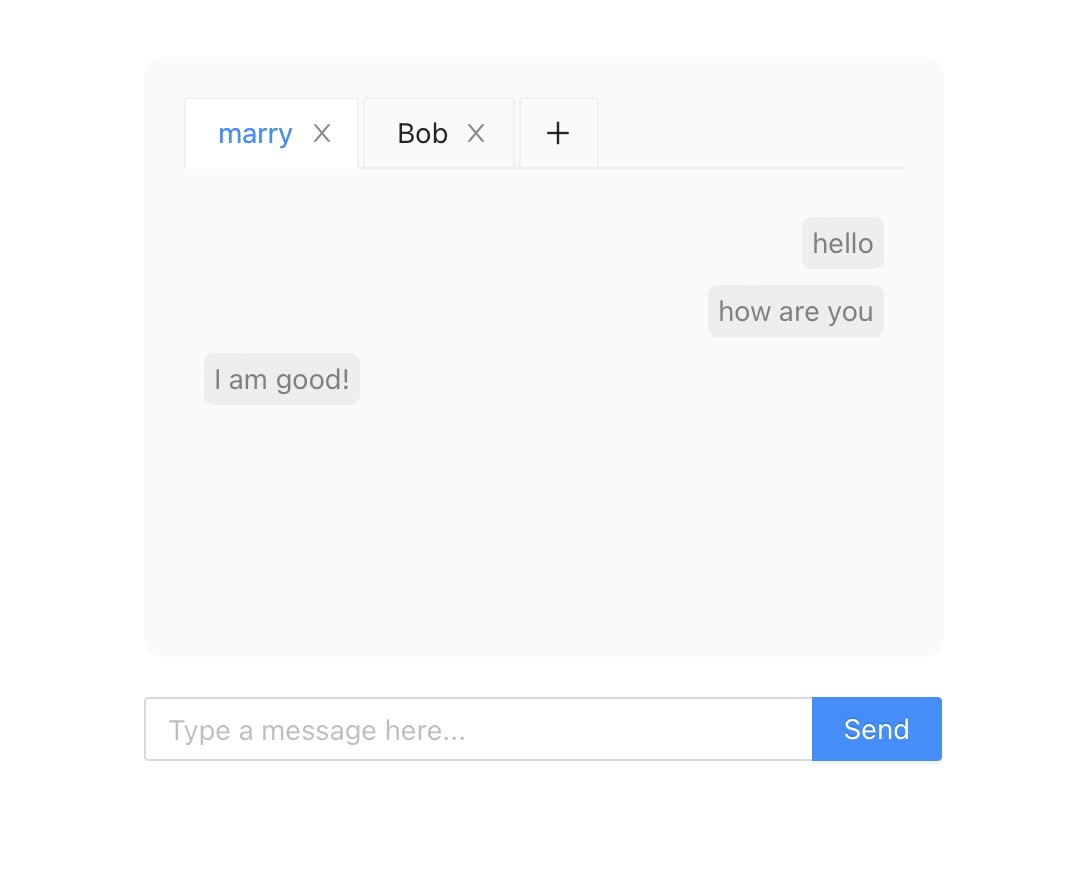 marry X Bob X +
hello
how are you
I am good!
Type a message here...
Send